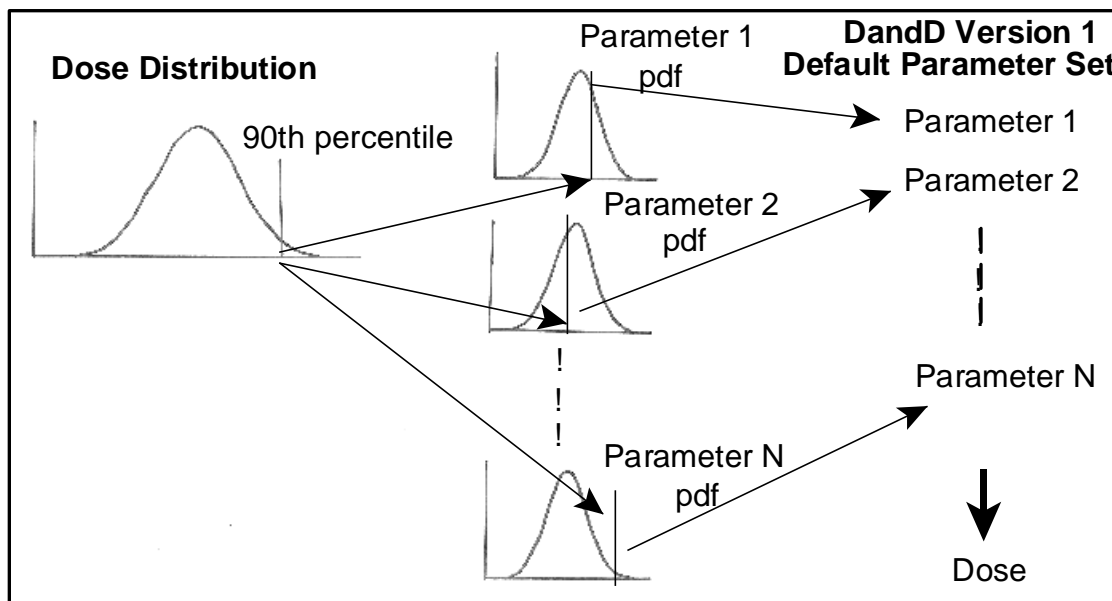 Dose Distribution
90th percentile
Parameter 1
pdf
Parameter 2
pdf
!
!
!
Parameter N
pdf
DandD Version 1
Default Parameter Set
Parameter 1
Parameter 2
Parameter N
Dose